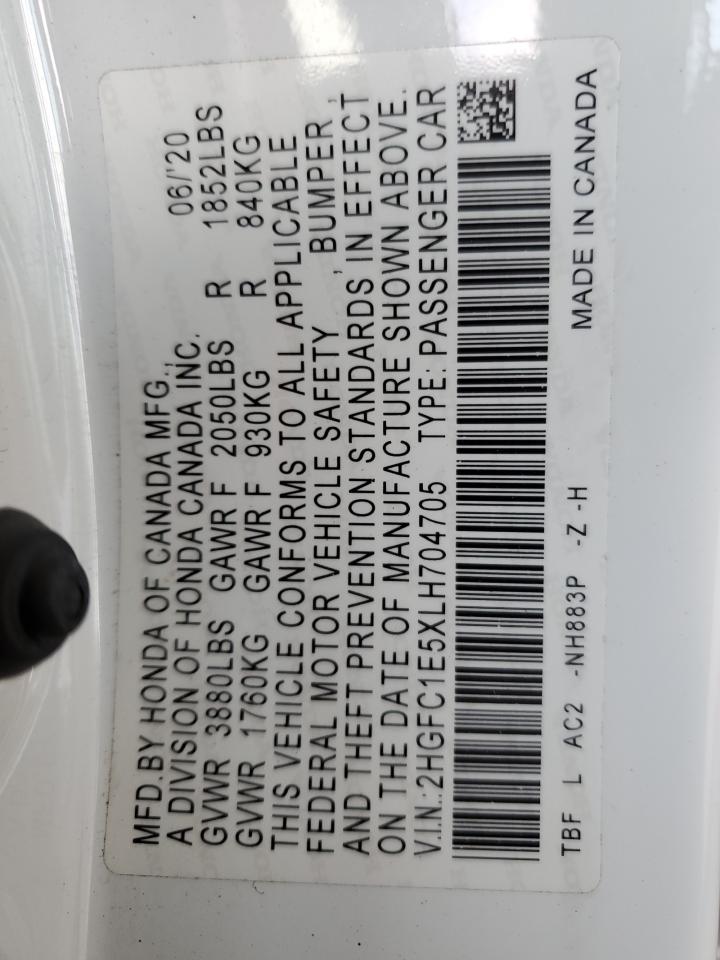 MFD.BY HONDA OF CANADA MFG., 06/'20
A DIVISION OF HONDA CANADA INC.
GVWR 3880LBS GAWR F 2050LBS R 1852LBS
GVWR 1760KG GAWR F 930KG R 840KG
THIS VEHICLE CONFORMS TO ALL APPLICABLE
FEDERAL MOTOR VEHICLE SAFETY , BUMPER ,
AND THEFT PREVENTION STANDARDS IN EFFECT
ON THE DATE OF MANUFACTURE SHOWN ABOVE.
V.I.N.:2HGFC1E5XLH704705 TYPE: PASSENGER CAR
TBF L AC2 -NH883P -Z -H MADE IN CANADA